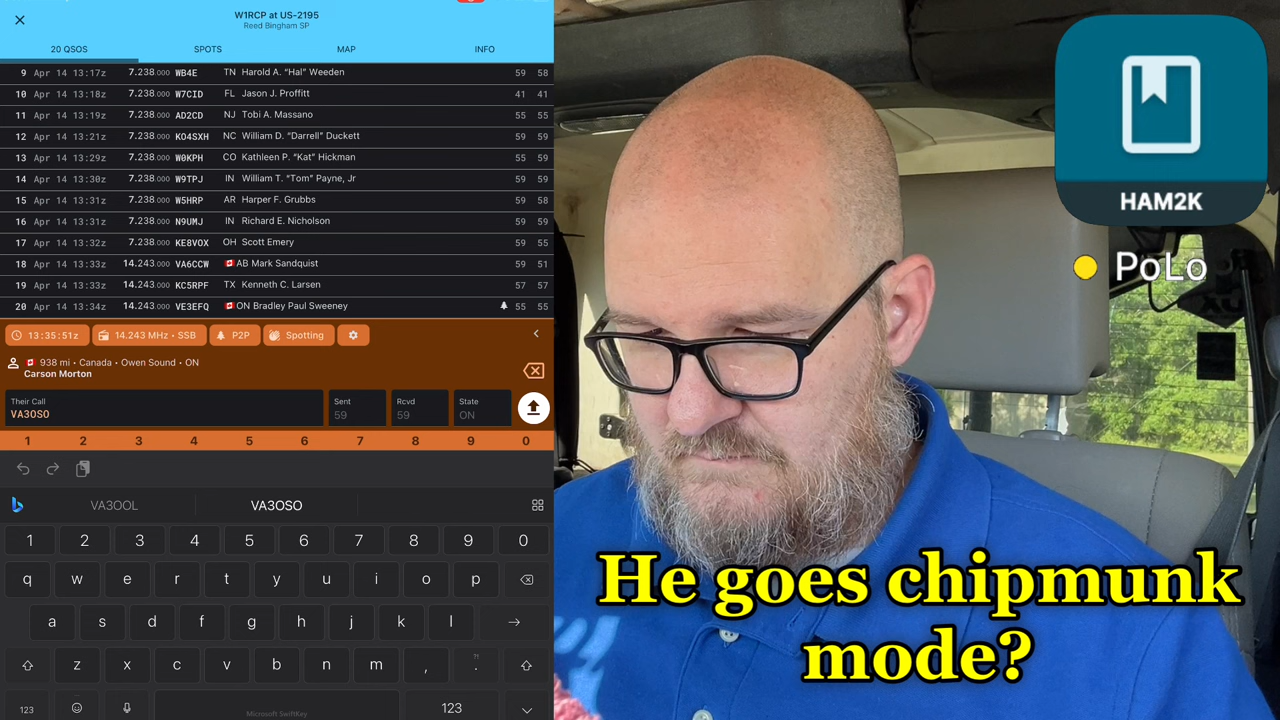 W1RCP at US-2195
Reed Bingham SP
20 QSOS SPOTS MAP INFO
9 Apr 14 13:17z 7.238.000 WB4E TN Harold A. “Hal” Weeden 59 58
10 Apr 14 13:18z 7.238.000 W7CID FL Jason J. Proffitt 41 41
11 Apr 14 13:19z 7.238.000 AD2CD NJ Tobi A. Massano 55 55
12 Apr 14 13:21z 7.238.000 KO4SXH NC William D. “Darrell” Duckett 59 59
13 Apr 14 13:29z 7.238.000 W0KPH CO Kathleen P. “Kat” Hickman 55 59
14 Apr 14 13:30z 7.238.000 W9TPJ IN William T. “Tom” Payne, Jr 59 59
15 Apr 14 13:31z 7.238.000 W5HRP AR Harper F. Grubbs 59 58
16 Apr 14 13:31z 7.238.000 N9UMJ IN Richard E. Nicholson 59 59
17 Apr 14 13:32z 7.238.000 KE8VOX OH Scott Emery 59 55
18 Apr 14 13:33z 14.243.000 VA6CCW AB Mark Sandquist 59 51
19 Apr 14 13:33z 14.243.000 KC5RPF TX Kenneth C. Larsen 57 57
20 Apr 14 13:34z 14.243.000 VE3EFQ ON Bradley Paul Sweeney 55 55
13:35:51z 14.243 MHz • SSB P2P Spotting
938 mi • Canada • Owen Sound • ON
Carson Morton
Their Call Sent Rcvd State
VA3OSO 59 59 ON
1 2 3 4 5 6 7 8 9 0
VA3OOL VA3OSO
1 2 3 4 5 6 7 8 9 0
q w e r t y u i o p
a s d f g h j k l
z x c v b n m , . ?!
123 Microsoft SwiftKey 123
HAM2K
PoLo
He goes chipmunk
mode?